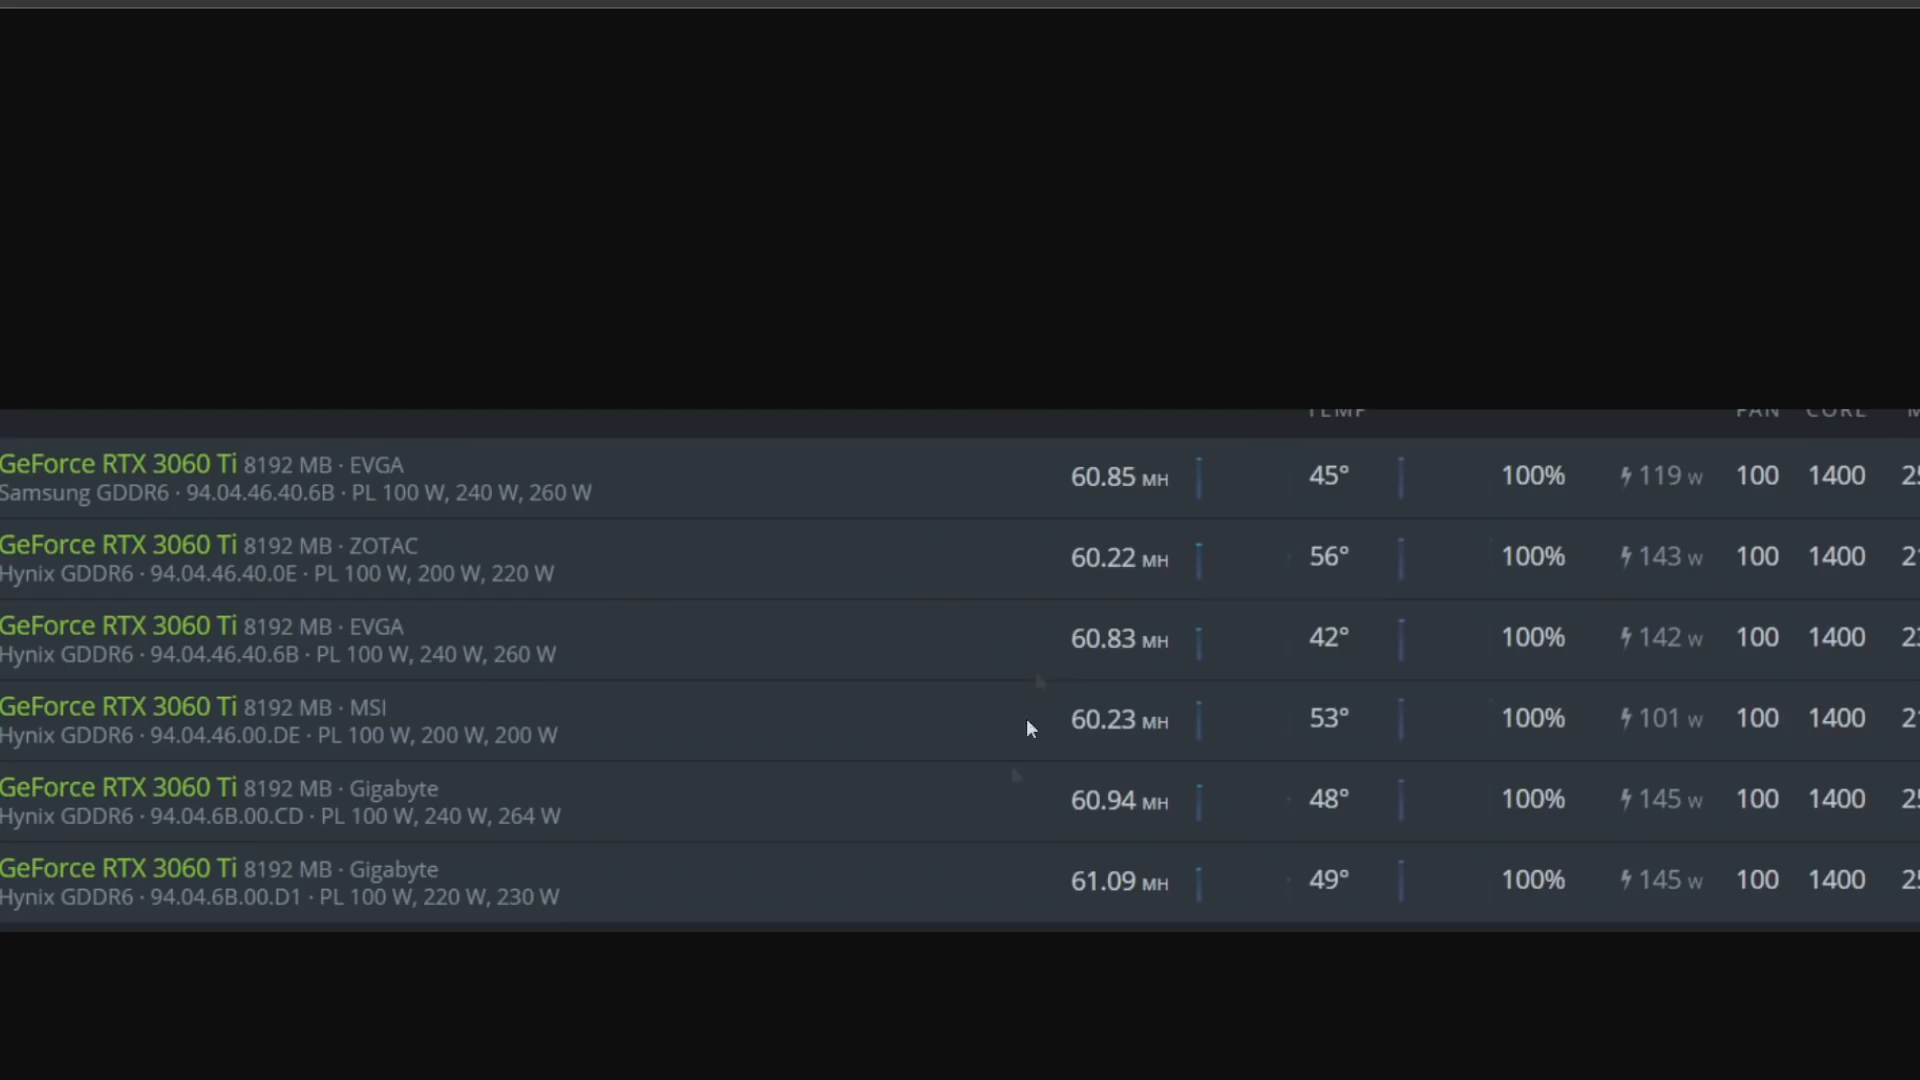 TEMP FAN CORE M
GeForce RTX 3060 Ti 8192 MB · EVGA
Samsung GDDR6 · 94.04.46.40.6B · PL 100 W, 240 W, 260 W
60.85 MH 45° 100% 119 W 100 1400
GeForce RTX 3060 Ti 8192 MB · ZOTAC
Hynix GDDR6 · 94.04.46.40.0E · PL 100 W, 200 W, 220 W
60.22 MH 56° 100% 143 W 100 1400
GeForce RTX 3060 Ti 8192 MB · EVGA
Hynix GDDR6 · 94.04.46.40.6B · PL 100 W, 240 W, 260 W
60.83 MH 42° 100% 142 W 100 1400
GeForce RTX 3060 Ti 8192 MB · MSI
Hynix GDDR6 · 94.04.46.00.DE · PL 100 W, 200 W, 200 W
60.23 MH 53° 100% 101 W 100 1400
GeForce RTX 3060 Ti 8192 MB · Gigabyte
Hynix GDDR6 · 94.04.6B.00.CD · PL 100 W, 240 W, 264 W
60.94 MH 48° 100% 145 W 100 1400
GeForce RTX 3060 Ti 8192 MB · Gigabyte
Hynix GDDR6 · 94.04.6B.00.D1 · PL 100 W, 220 W, 230 W
61.09 MH 49° 100% 145 W 100 1400